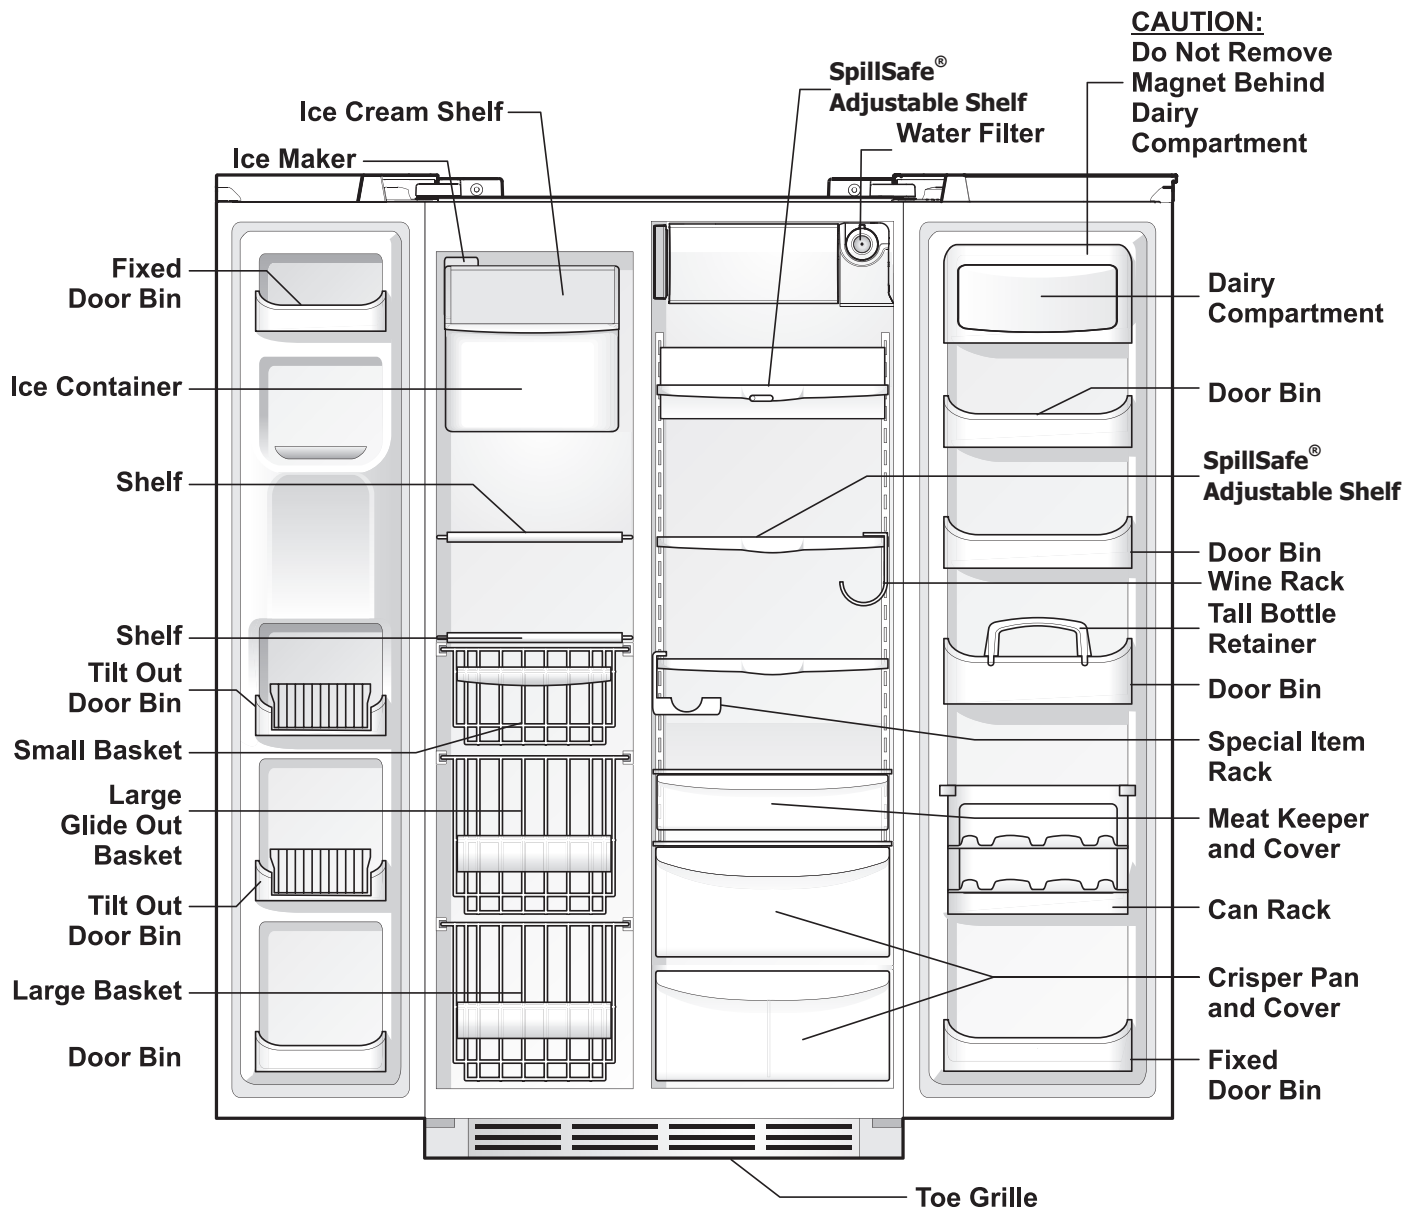 CAUTION:
Do Not Remove
Magnet Behind
Dairy
Compartment
SpillSafe®
Adjustable Shelf
Water Filter
Ice Cream Shelf
Ice Maker
Fixed
Door Bin
Ice Container
Shelf
Shelf
Tilt Out
Door Bin
Small Basket
Large
Glide Out
Basket
Tilt Out
Door Bin
Large Basket
Door Bin
Dairy
Compartment
Door Bin
SpillSafe®
Adjustable Shelf
Door Bin
Wine Rack
Tall Bottle
Retainer
Door Bin
Special Item
Rack
Meat Keeper
and Cover
Can Rack
Crisper Pan
and Cover
Fixed
Door Bin
Toe Grille